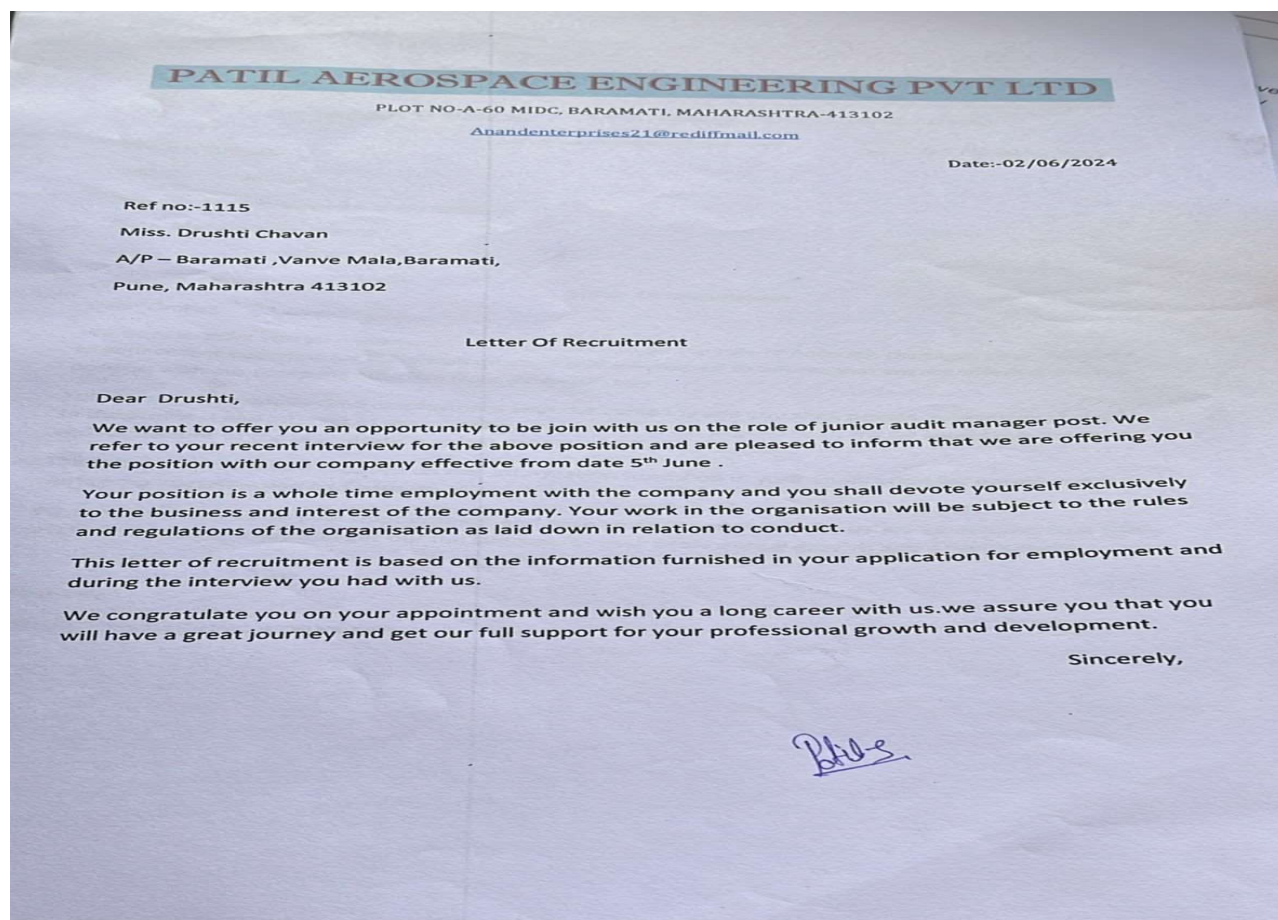 PATIL AEROSPACE ENGINEERING PVT LTD
PLOT NO-A-60 MIDC, BARAMATI, MAHARASHTRA-413102
Anandenterprises21@rediffmail.com
Date:-02/06/2024
Ref no:-1115
Miss. Drushti Chavan
A/P – Baramati ,Vanve Mala,Baramati,
Pune, Maharashtra 413102
Letter Of Recruitment
Dear Drushti,
We want to offer you an opportunity to be join with us on the role of junior audit manager post. We
refer to your recent interview for the above position and are pleased to inform that we are offering you
the position with our company effective from date 5th June .
Your position is a whole time employment with the company and you shall devote yourself exclusively
to the business and interest of the company. Your work in the organisation will be subject to the rules
and regulations of the organisation as laid down in relation to conduct.
This letter of recruitment is based on the information furnished in your application for employment and
during the interview you had with us.
We congratulate you on your appointment and wish you a long career with us.we assure you that you
will have a great journey and get our full support for your professional growth and development.
Sincerely,